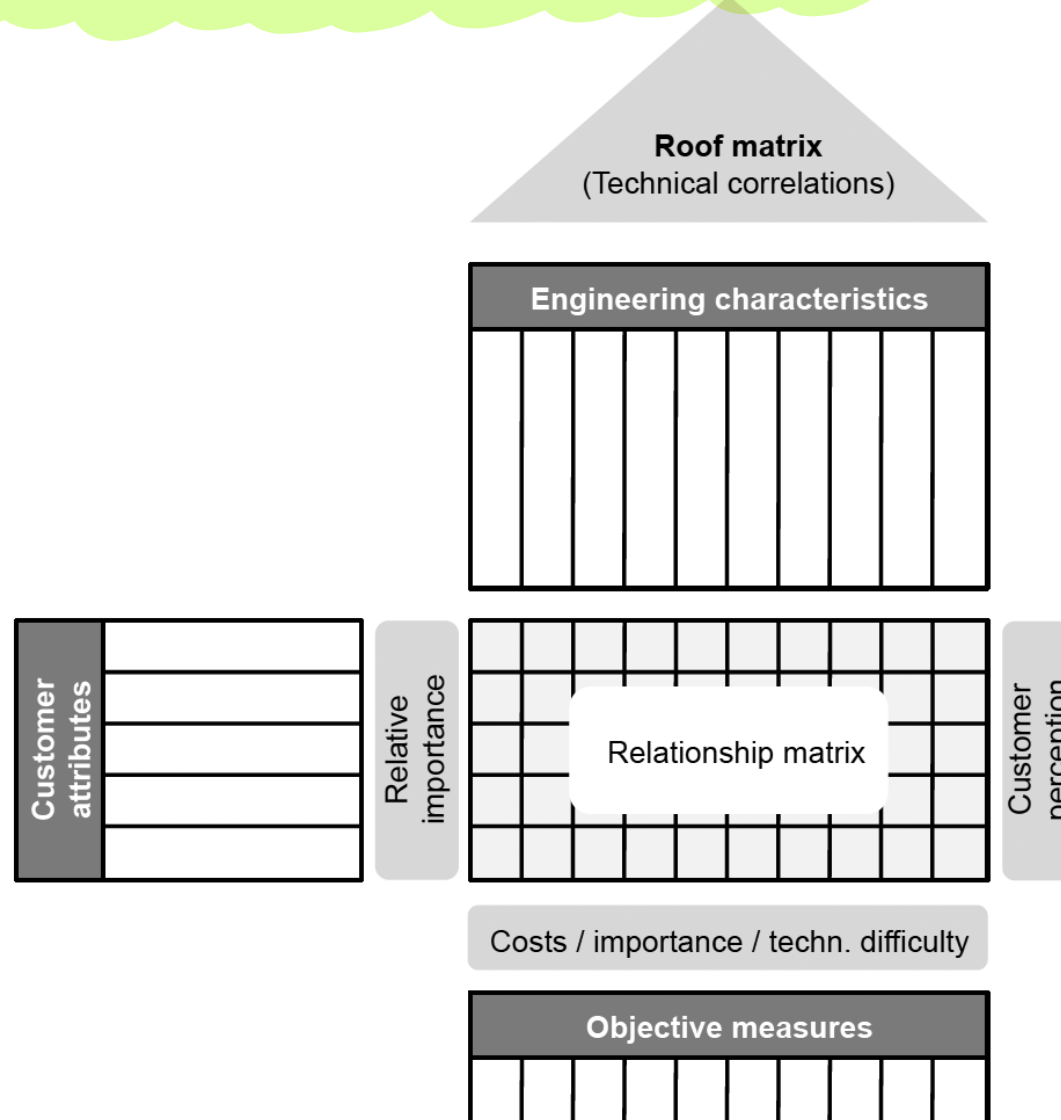 Roof matrix
(Technical correlations)
Engineering characteristics
Customer
attributes
Relative
importance
Relationship matrix
Customer
perception
Costs / importance / techn. difficulty
Objective measures